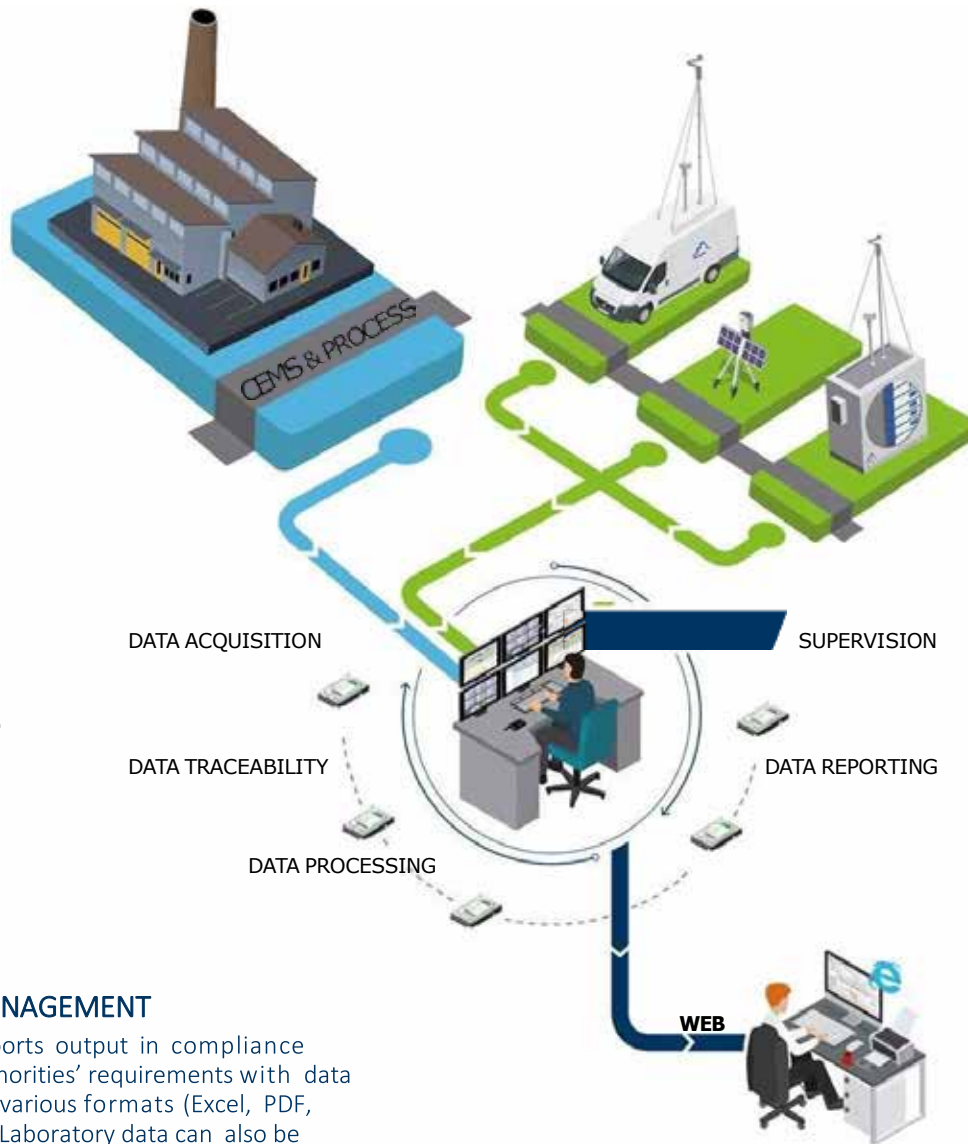 CEMS & PROCESS
DATA ACQUISITION
SUPERVISION
DATA TRACEABILITY
DATA REPORTING
DATA PROCESSING
WEB
NAGEMENT
orts output in compliance
orities’ requirements with data
various formats (Excel, PDF,
Laboratory data can also be